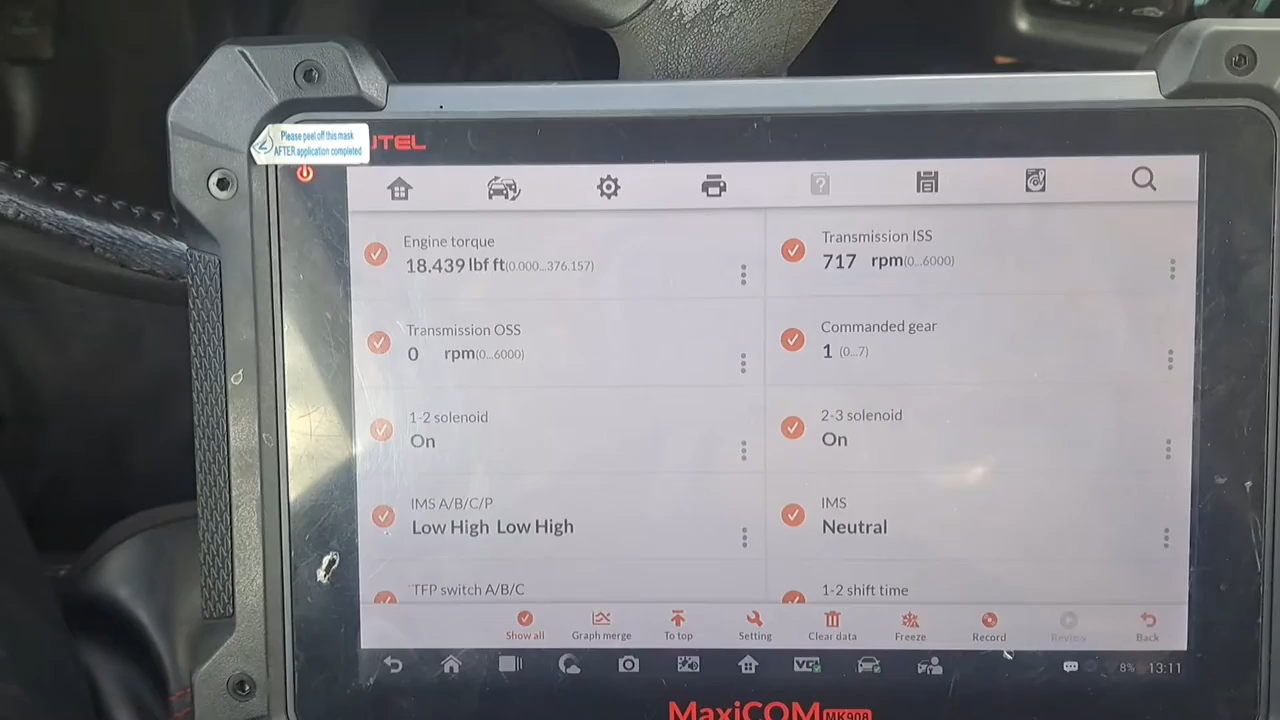 Please peel off this mask
AFTER application completed
UTEL
Engine torque
18.439 lbf ft(0.000...376.157)
Transmission ISS
717 rpm(0...6000)
Transmission OSS
0 rpm(0...6000)
Commanded gear
1 (0...7)
1-2 solenoid
On
2-3 solenoid
On
IMS A/B/C/P
Low High Low High
IMS
Neutral
TFP switch A/B/C
1-2 shift time
Show all
Graph merge
To top
Setting
Clear data
Freeze
Record
Review
Back
VCI
8% 13:11
MaxiCOM MK908